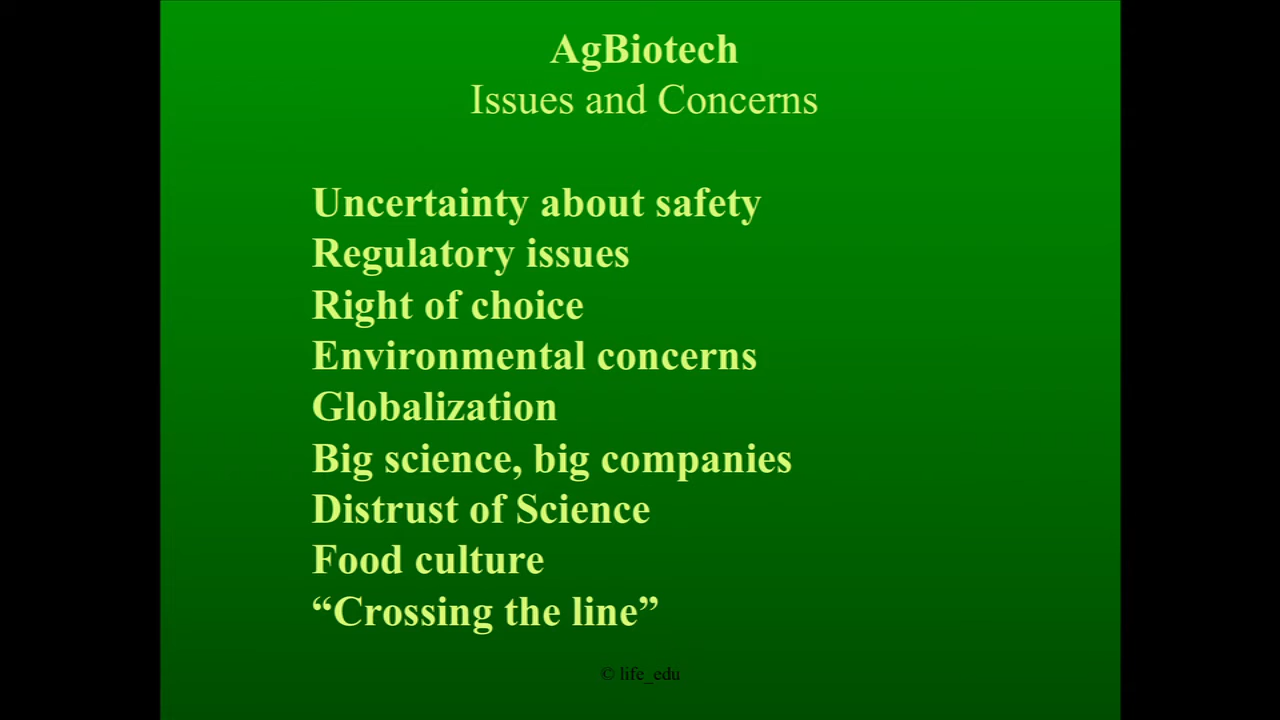 AgBiotech
Issues and Concerns
Uncertainty about safety
Regulatory issues
Right of choice
Environmental concerns
Globalization
Big science, big companies
Distrust of Science
Food culture
“Crossing the line”
© life_edu